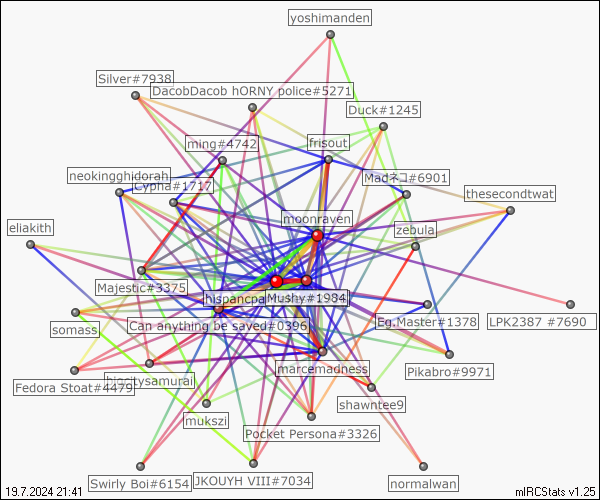 yoshimanden
Silver#7938
DacobDacob hORNY police#5271
Duck#1245
ming#4742
frisout
neokingghidorah
Cypha#1717
Madネコ#6901
thesecondtwat
moonraven
zebula
eliakith
Majestic#3375
hispancpa
Mushy#1984
Eg.Master#1378
LPK2387 #7690
somass
Can anything be saved#0396
marcemadness
Pikabro#9971
Fedora Stoat#4479
bigcitysamurai
shawntee9
mukszi
Pocket Persona#3326
Swirly Boi#6154
JKOUYH VIII#7034
normalwan
19.7.2024 21:41
mIRCStats v1.25